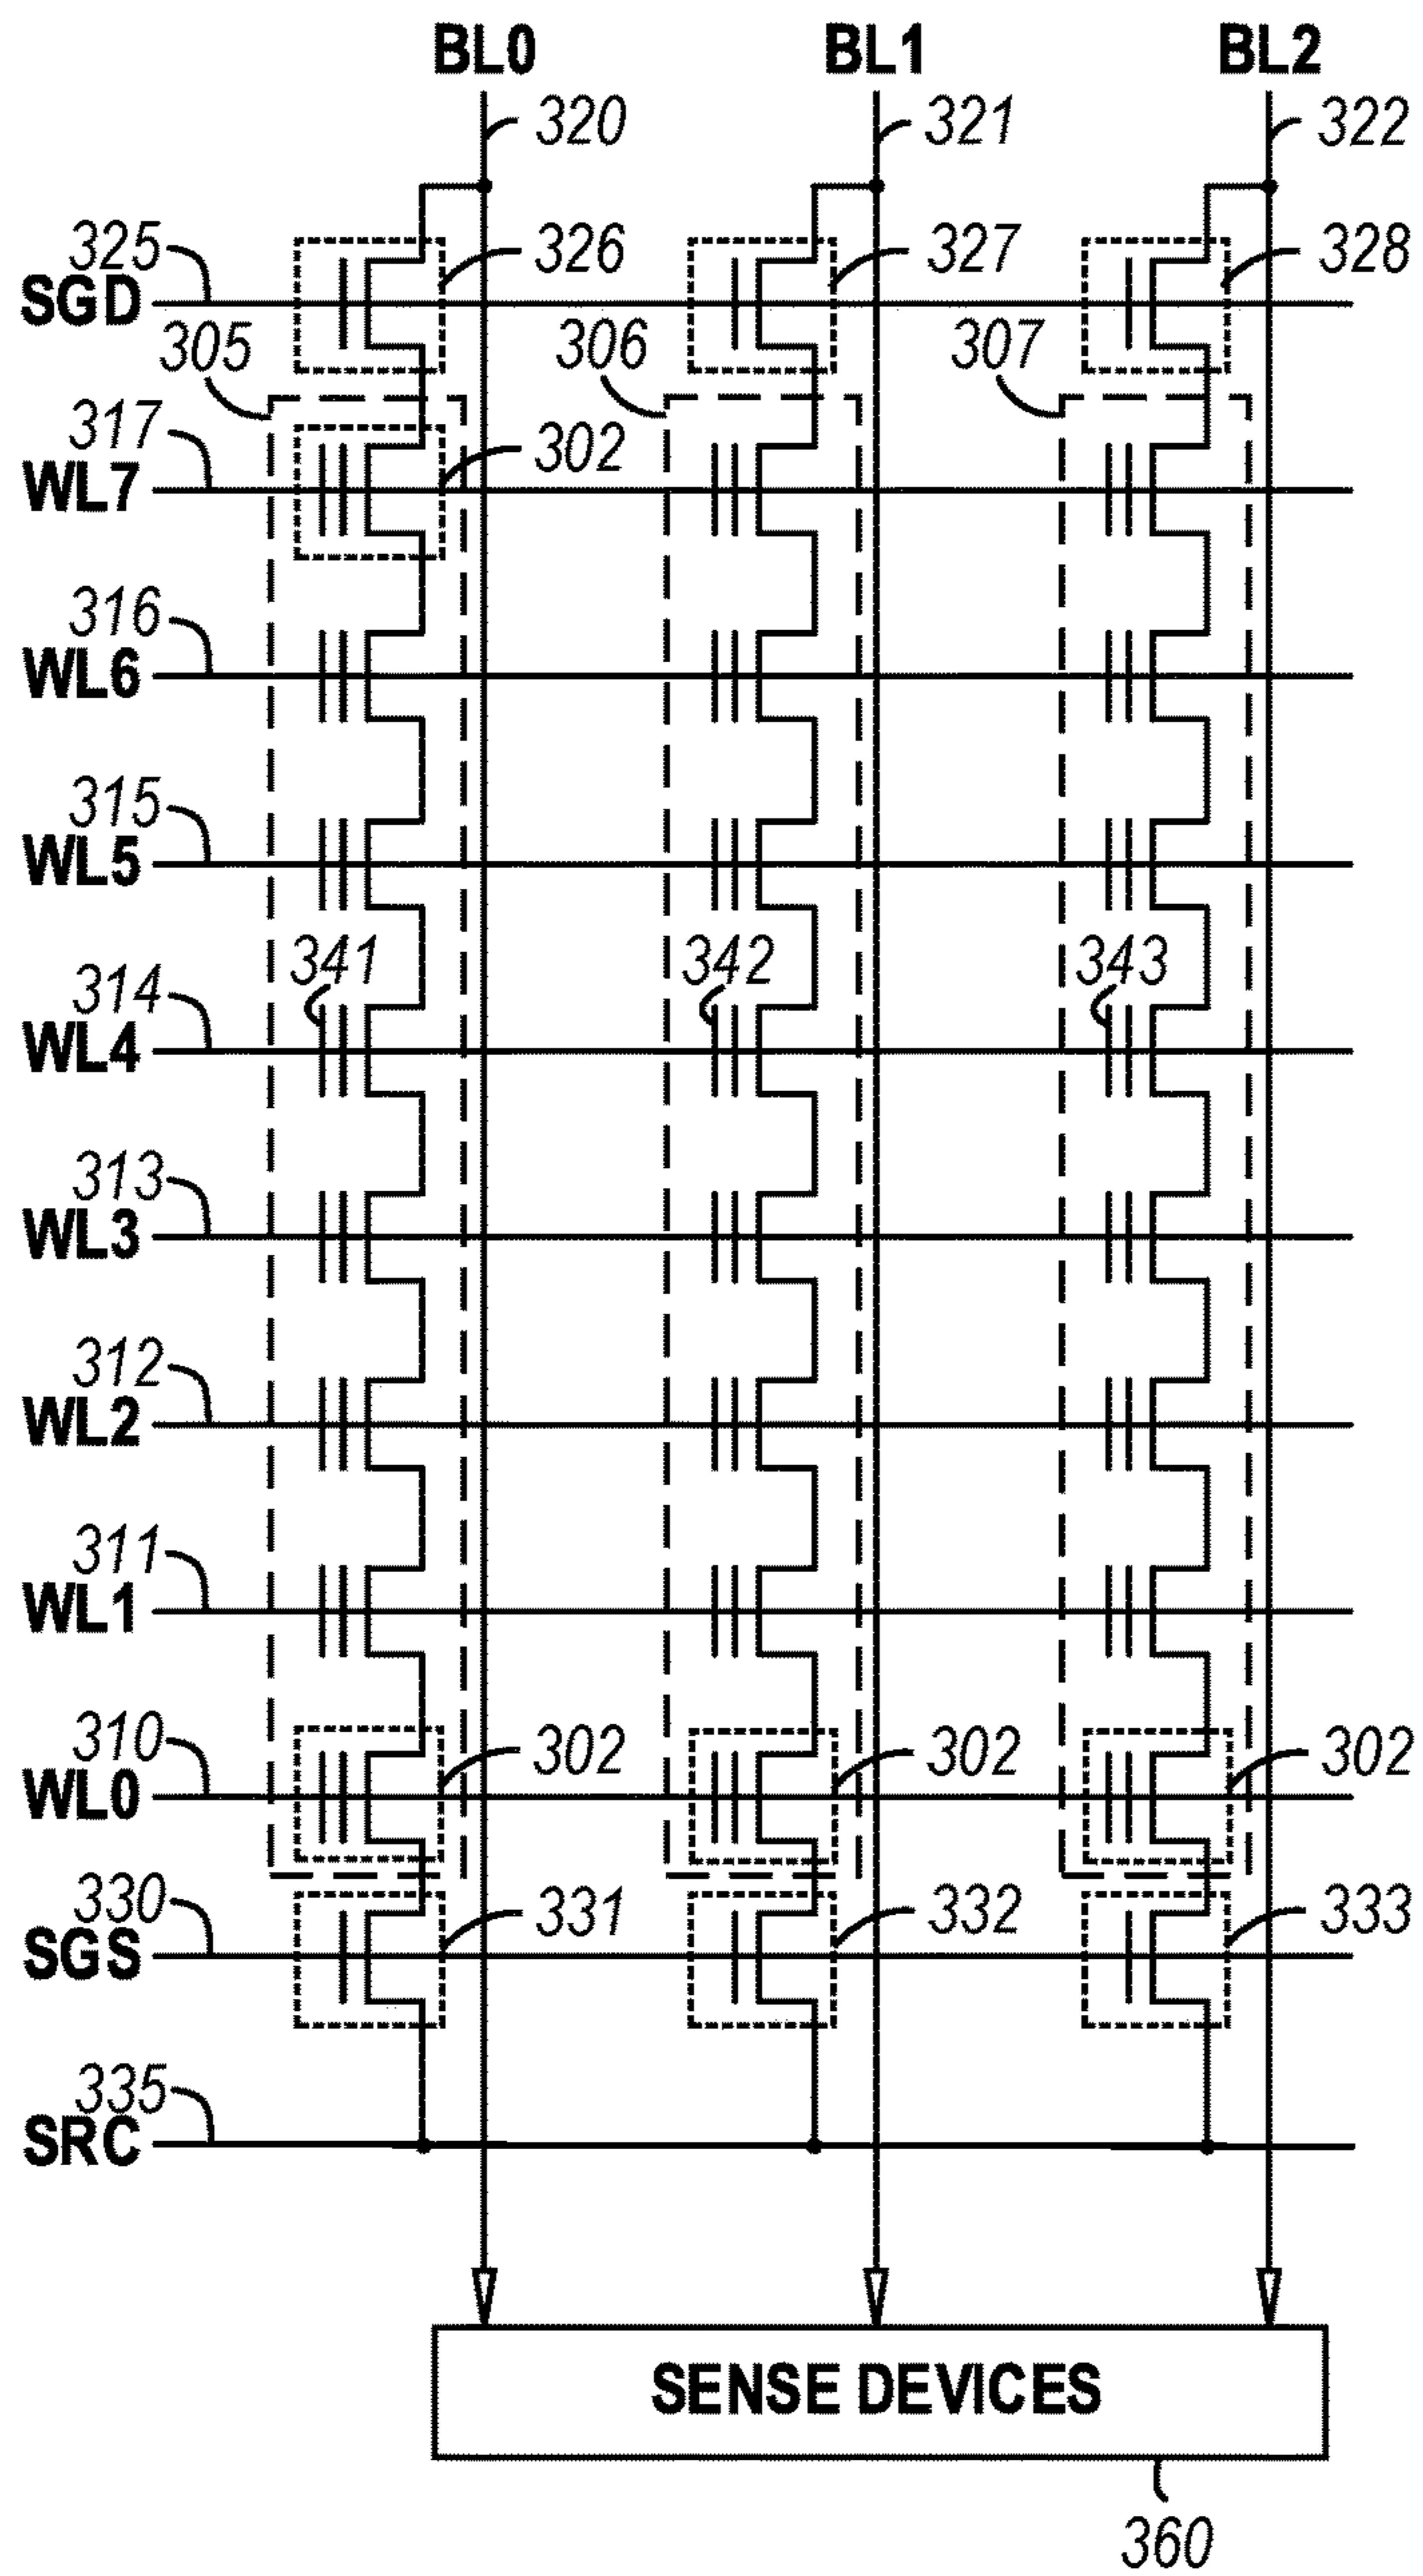 BL0 BL1 BL2
320 321 322
325 326 327 328
SGD
305 306 307
317 302
WL7
316
WL6
315
WL5
341 342 343
314
WL4
313
WL3
312
WL2
311
WL1
310 302 302 302
WL0
330 331 332 333
SGS
335
SRC
SENSE DEVICES
360